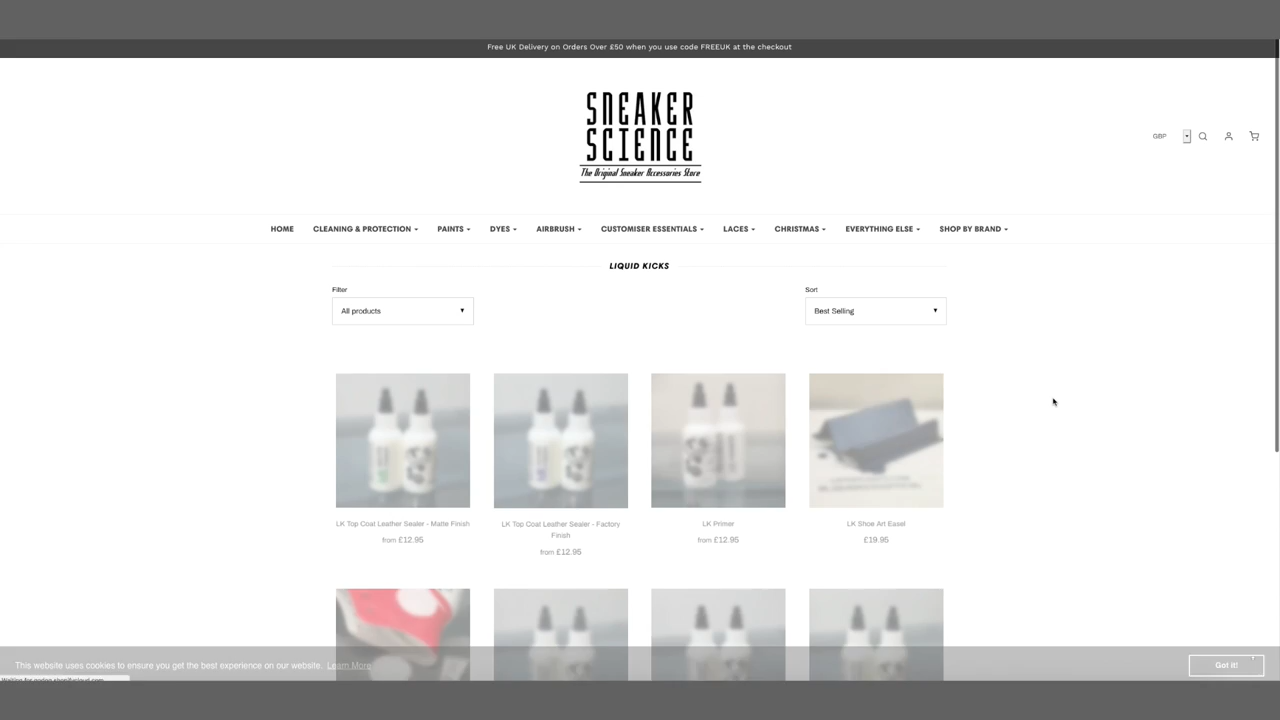 Free UK Delivery on Orders Over £50 when you use code FREEUK at the checkout
SNEAKER
SCIENCE
The Original Sneaker Accessories Store
GBP
HOME CLEANING & PROTECTION PAINTS DYES AIRBRUSH CUSTOMISER ESSENTIALS LACES CHRISTMAS EVERYTHING ELSE SHOP BY BRAND
LIQUID KICKS
Filter Sort
All products Best Selling
LK Top Coat Leather Sealer - Matte Finish
from £12.95
LK Top Coat Leather Sealer - Factory
Finish
from £12.95
LK Primer
from £12.95
LK Shoe Art Easel
£19.95
This website uses cookies to ensure you get the best experience on our website. Learn More
Got it!